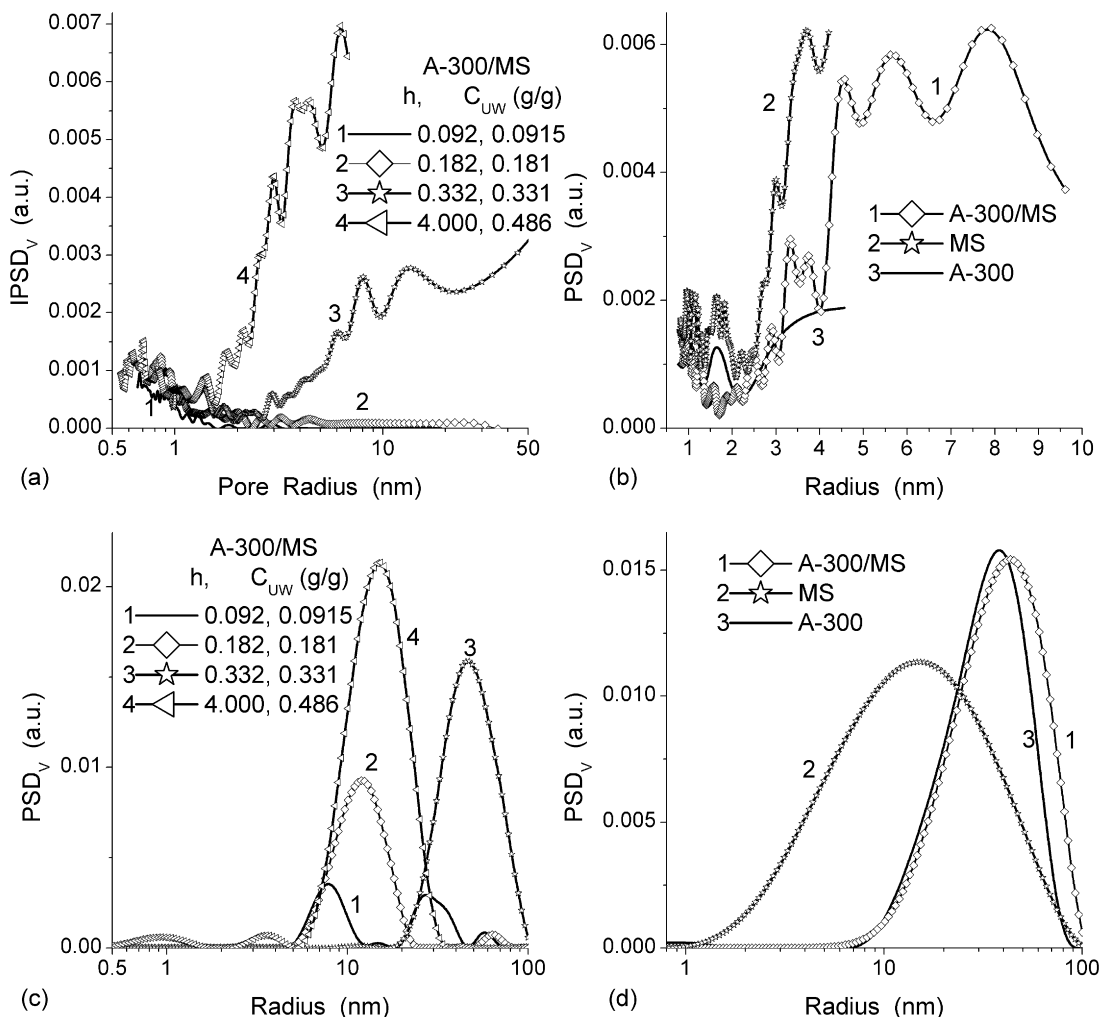 0.007
0.006
0.005
0.004
0.003
0.002
0.001
0.000
IPSD_V (a.u.)
A-300/MS
h, C_UW (g/g)
1 0.092, 0.0915
2 0.182, 0.181
3 0.332, 0.331
4 4.000, 0.486
4
3
1
2
0.5 1 10 50
(a) Pore Radius (nm)
0.006
0.004
0.002
0.000
PSD_V (a.u.)
2
1
1 A-300/MS
2 MS
3 A-300
3
1 2 3 4 5 6 7 8 9 10
(b) Radius (nm)
0.02
0.01
0.00
PSD_V (a.u.)
A-300/MS
h, C_UW (g/g)
1 0.092, 0.0915
2 0.182, 0.181
3 0.332, 0.331
4 4.000, 0.486
4
3
2
1
0.5 1 10 100
(c) Radius (nm)
0.015
0.010
0.005
0.000
PSD_V (a.u.)
1 A-300/MS
2 MS
3 A-300
2
3
1
1 10 100
(d) Radius (nm)